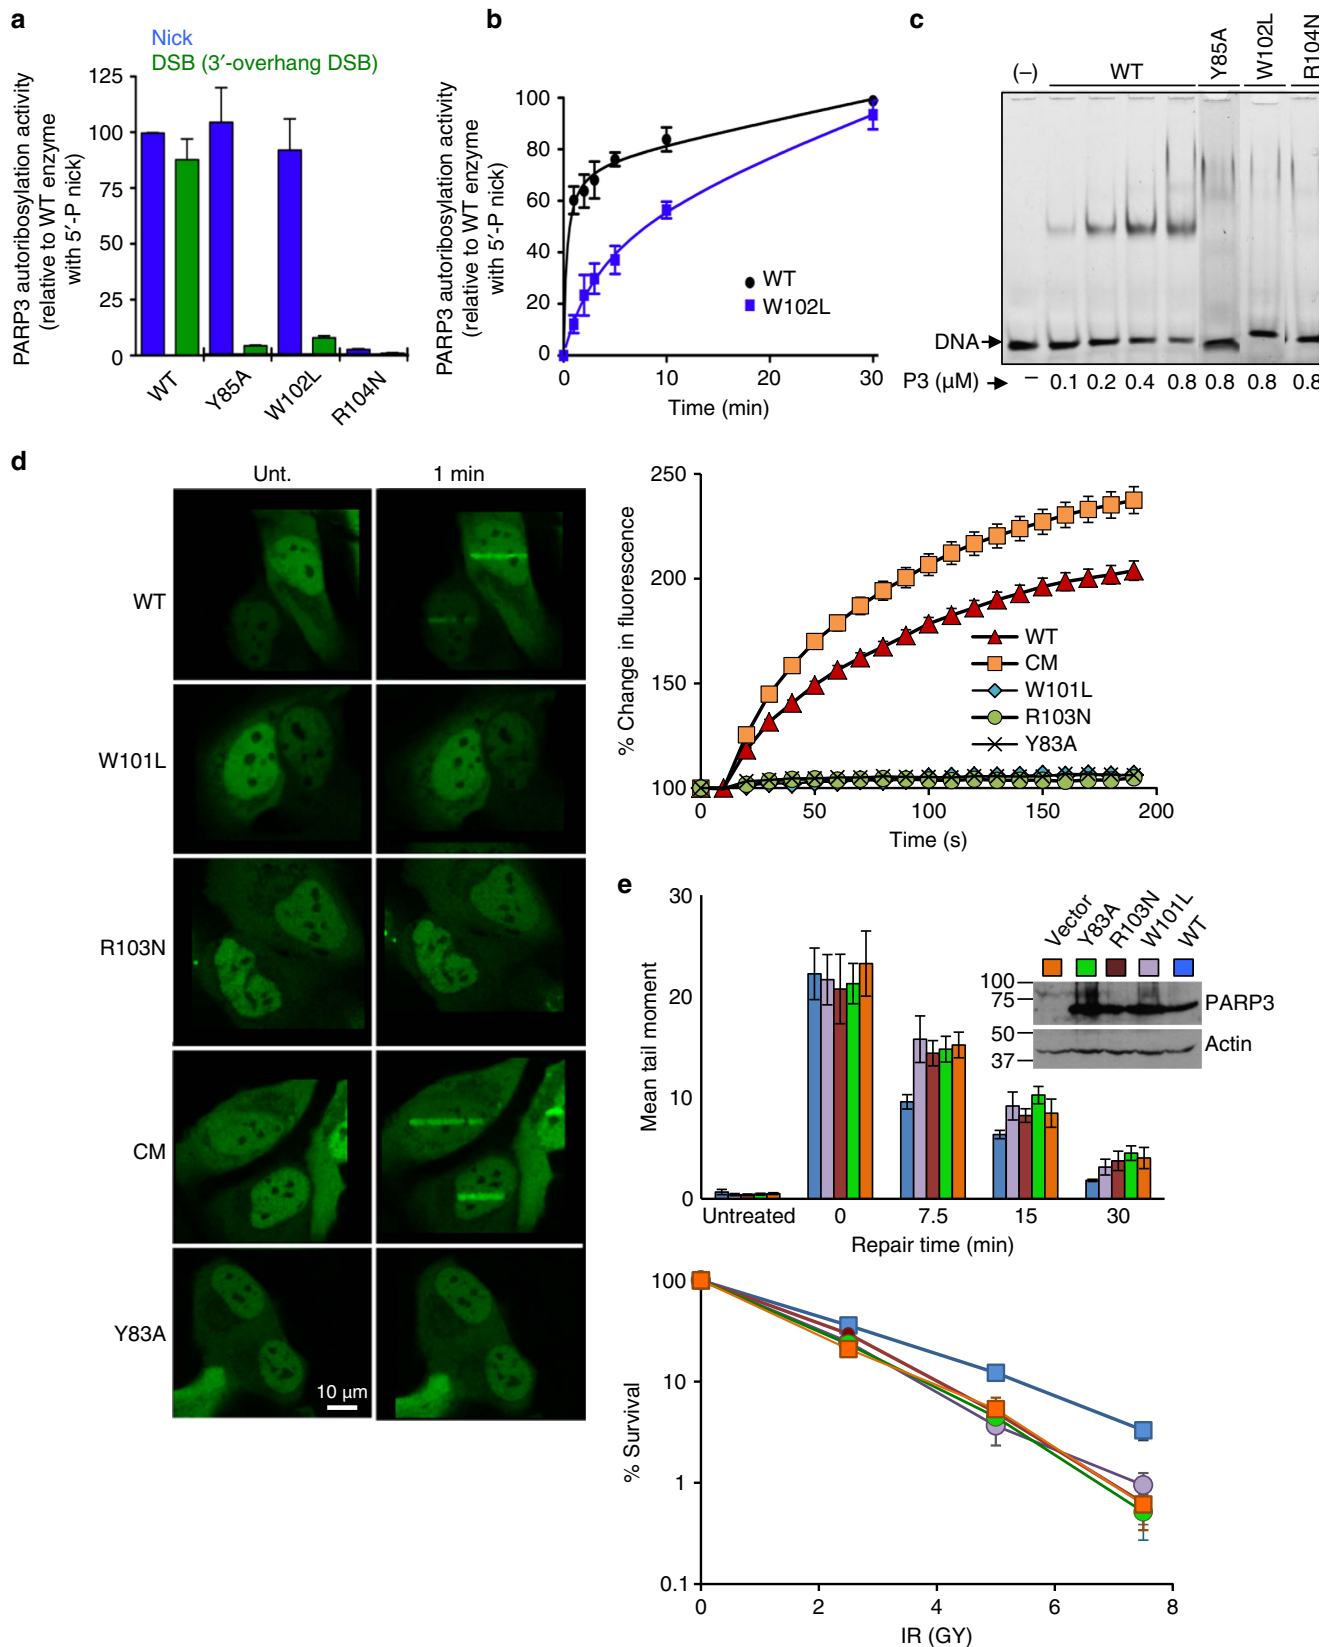 a
Nick
DSB (3′-overhang DSB)
PARP3 autoribosylation activity
(relative to WT enzyme
with 5′-P nick)
125
100
75
50
25
0
WT
Y85A
W102L
R104N
b
PARP3 autoribosylation activity
(relative to WT enzyme
with 5′-P nick)
100
80
60
40
20
0
WT
W102L
0 10 20 30
Time (min)
c
(–) WT Y85A W102L R104N
DNA
P3 (µM) – 0.1 0.2 0.4 0.8 0.8 0.8 0.8
d
Unt. 1 min
WT
W101L
R103N
CM
Y83A
10 µm
% Change in fluorescence
250
200
150
100
WT
CM
W101L
R103N
Y83A
0 50 100 150 200
Time (s)
e
Mean tail moment
30
20
10
0
Vector Y83A R103N W101L WT
100
75
50
37
PARP3
Actin
Untreated 0 7.5 15 30
Repair time (min)
% Survival
100
10
1
0.1
0 2 4 6 8
IR (GY)